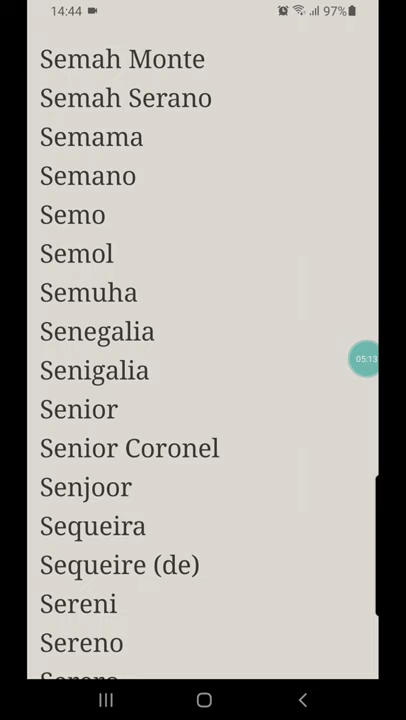 14:44
97%
Semah Monte
Semah Serano
Semama
Semano
Semo
Semol
Semuha
Senegalia
Senigalia
05:13
Senior
Senior Coronel
Senjoor
Sequeira
Sequeire (de)
Sereni
Sereno